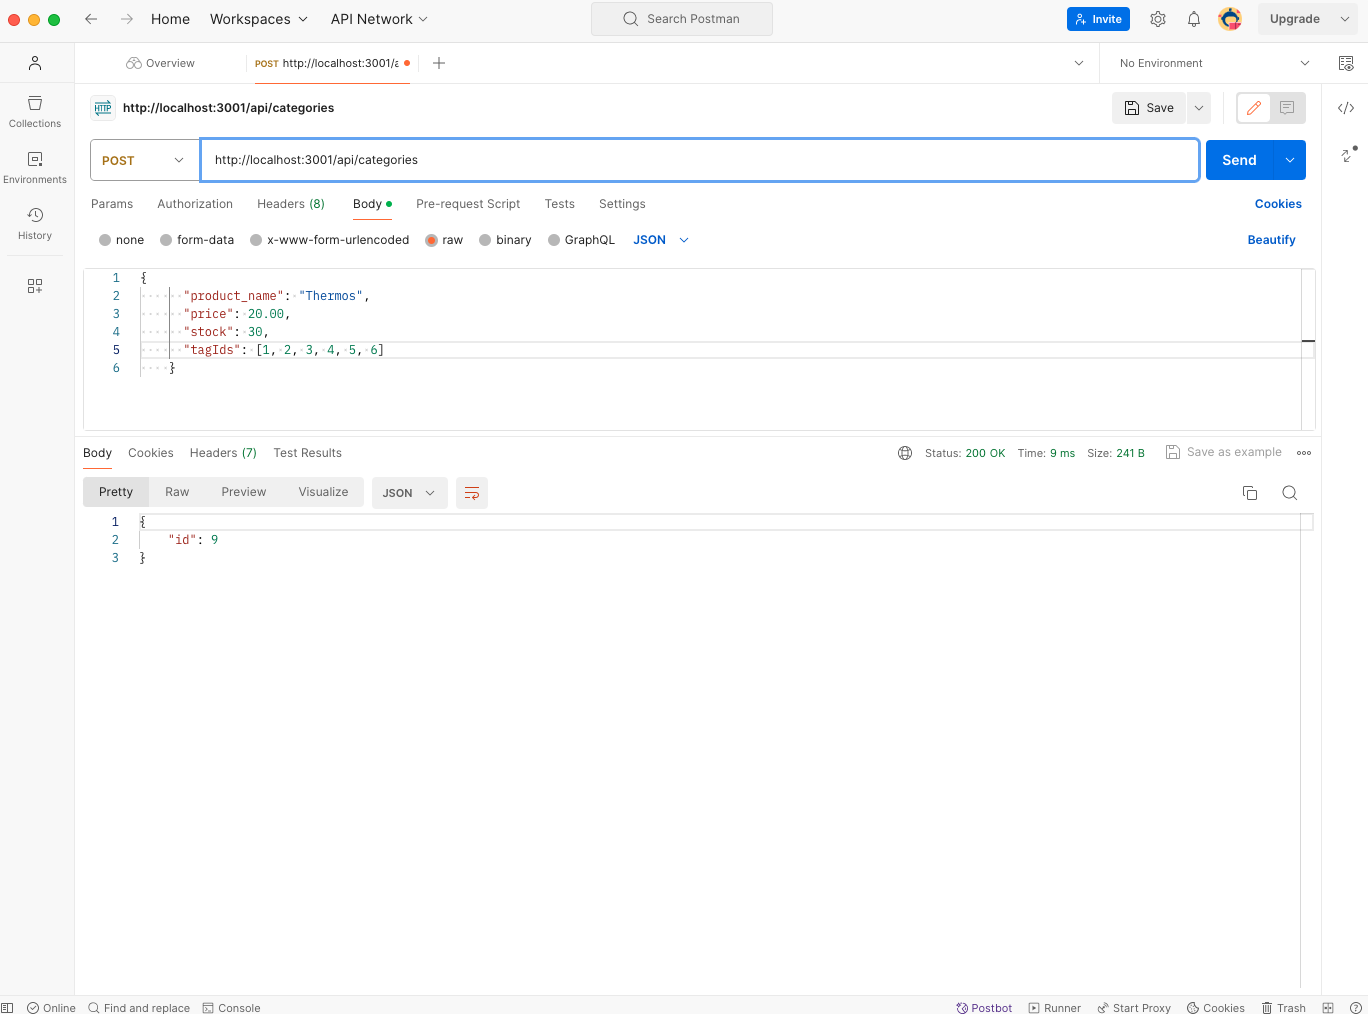 Home Workspaces API Network Search Postman Invite Upgrade
Overview POST http://localhost:3001/a No Environment
HTTP http://localhost:3001/api/categories Save
Collections
Environments
History
POST http://localhost:3001/api/categories Send
Params Authorization Headers (8) Body Pre-request Script Tests Settings Cookies
none form-data x-www-form-urlencoded raw binary GraphQL JSON Beautify
1 {
2 "product_name": "Thermos",
3 "price": 20.00,
4 "stock": 30,
5 "tagIds": [1, 2, 3, 4, 5, 6]
6 }
Body Cookies Headers (7) Test Results Status: 200 OK Time: 9 ms Size: 241 B Save as example
Pretty Raw Preview Visualize JSON
1 {
2 "id": 9
3 }
Online Find and replace Console Postbot Runner Start Proxy Cookies Trash